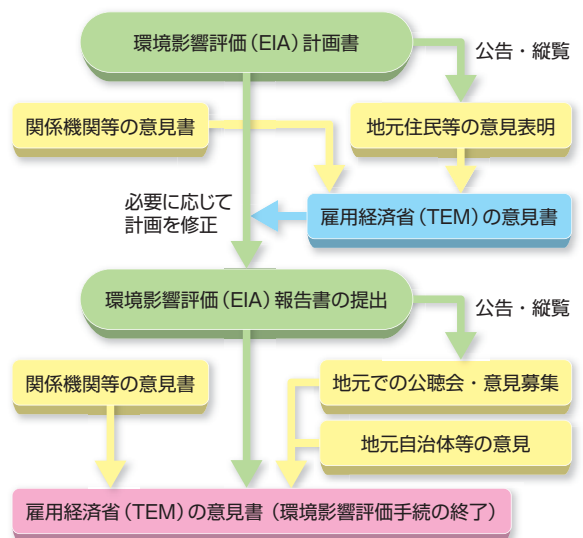 環境影響評価（EIA）計画書
公告・縦覧
関係機関等の意見書
地元住民等の意見表明
必要に応じて
計画を修正
雇用経済省（TEM）の意見書
環境影響評価（EIA）報告書の提出
公告・縦覧
関係機関等の意見書
地元での公聴会・意見募集
地元自治体等の意見
雇用経済省（TEM）の意見書（環境影響評価手続の終了）